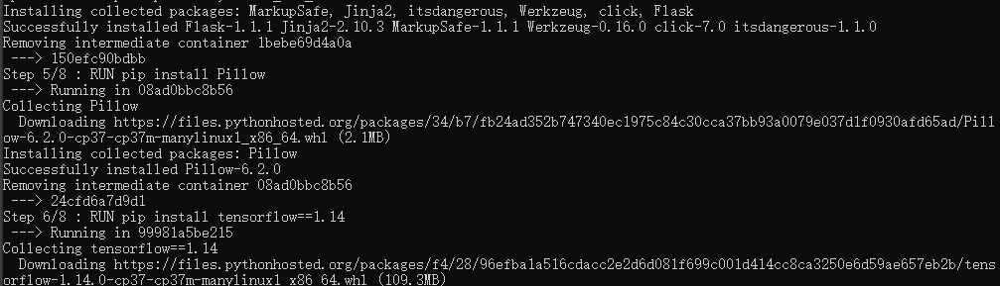 Installing collected packages: MarkupSafe, Jinja2, itsdangerous, Werkzeug, click, Flask
Successfully installed Flask-1.1.1 Jinja2-2.10.3 MarkupSafe-1.1.1 Werkzeug-0.16.0 click-7.0 itsdangerous-1.1.0
Removing intermediate container 1bebe69d4a0a
 ---> 150efc90bdbb
Step 5/8 : RUN pip install Pillow
 ---> Running in 08ad0bbc8b56
Collecting Pillow
  Downloading https://files.pythonhosted.org/packages/34/b7/fb24ad352b747340ec1975c84c30cca37bb93a0079e037d1f0930afd65ad/Pill
ow-6.2.0-cp37-cp37m-manylinux1_x86_64.whl (2.1MB)
Installing collected packages: Pillow
Successfully installed Pillow-6.2.0
Removing intermediate container 08ad0bbc8b56
 ---> 24cfd6a7d9d1
Step 6/8 : RUN pip install tensorflow==1.14
 ---> Running in 99981a5be215
Collecting tensorflow==1.14
  Downloading https://files.pythonhosted.org/packages/f4/28/96efba1a516cdacc2e2d6d081f699c001d414cc8ca3250e6d59ae657eb2b/tens
orflow-1.14.0-cp37-cp37m-manylinux1_x86_64.whl (109.3MB)